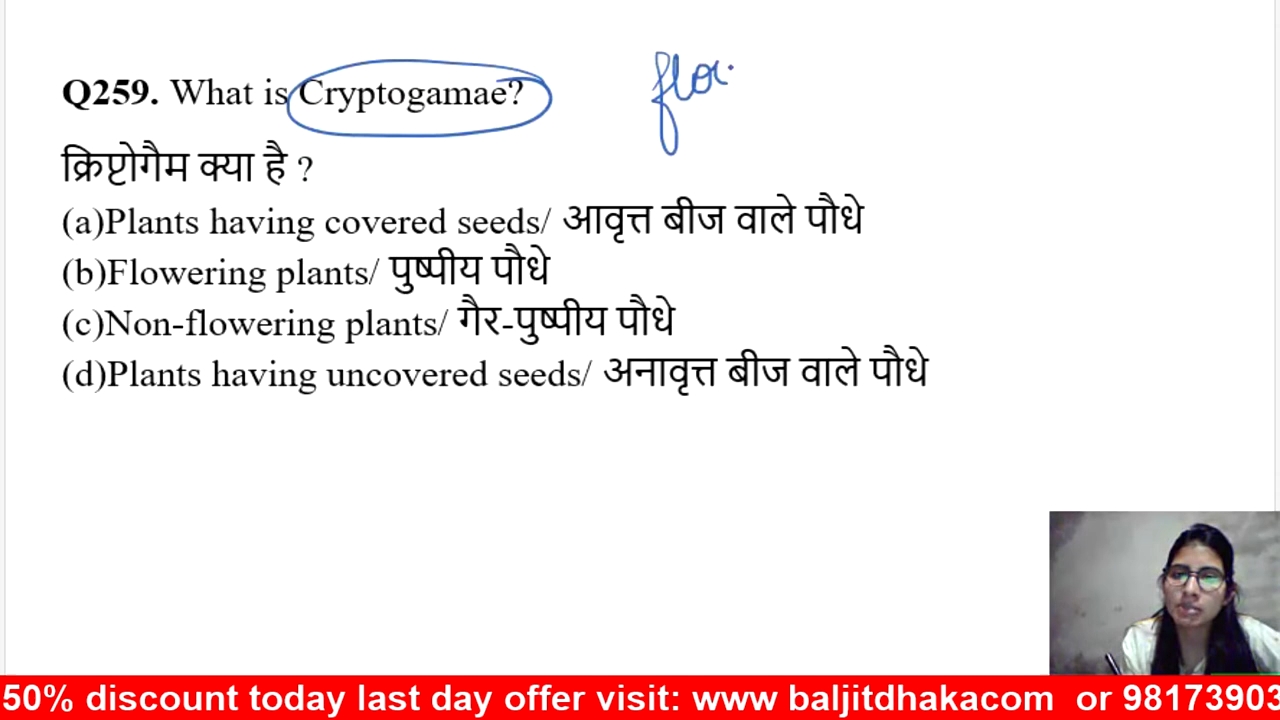 Q259. What is Cryptogamae?
flo
क्रिप्टोगैम क्या है ?
(a)Plants having covered seeds/ आवृत्त बीज वाले पौधे
(b)Flowering plants/ पुष्पीय पौधे
(c)Non-flowering plants/ गैर-पुष्पीय पौधे
(d)Plants having uncovered seeds/ अनावृत्त बीज वाले पौधे
50% discount today last day offer visit: www baljitdhakacom or 98173903